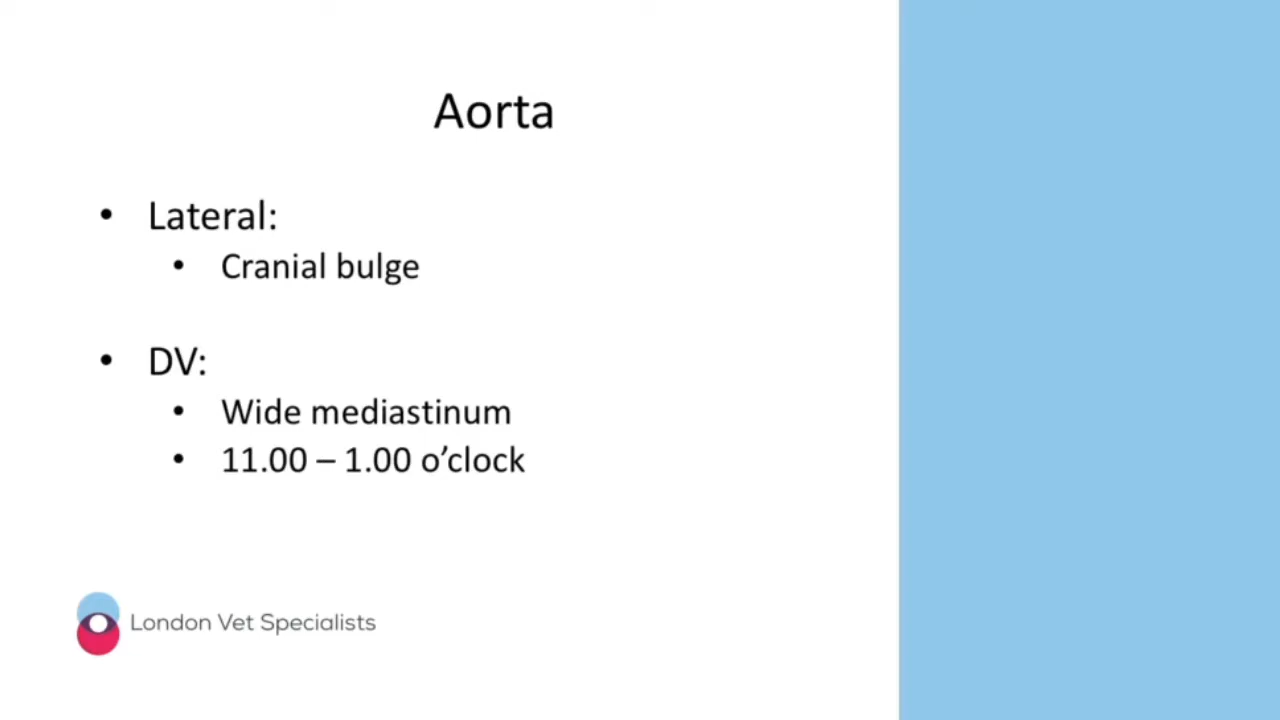 Aorta
• Lateral:
• Cranial bulge
• DV:
• Wide mediastinum
• 11.00 – 1.00 o’clock
London Vet Specialists